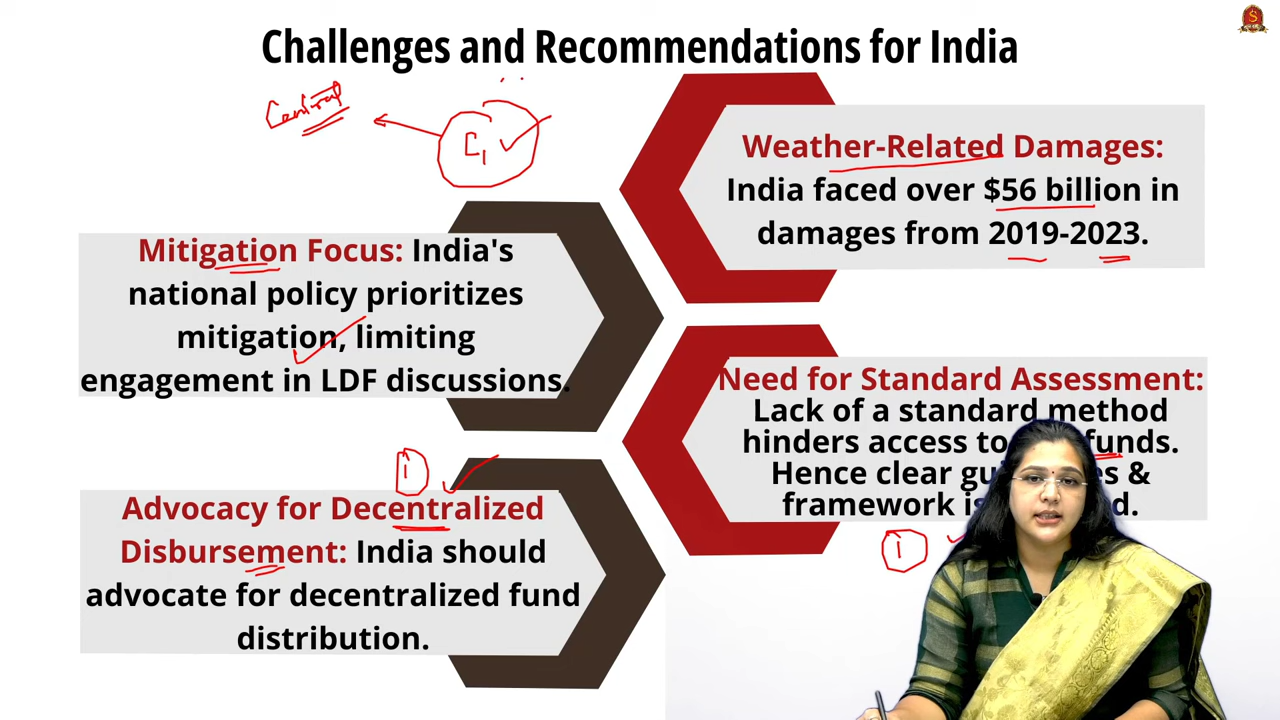 Challenges and Recommendations for India
Central
C₁
Weather-Related Damages:
India faced over $56 billion in
damages from 2019-2023.
Mitigation Focus: India's
national policy prioritizes
mitigation, limiting
engagement in LDF discussions.
Need for Standard Assessment:
Lack of a standard method
hinders access to funds.
Hence clear &
framework is
1
1
Advocacy for Decentralized
Disbursement: India should
advocate for decentralized fund
distribution.